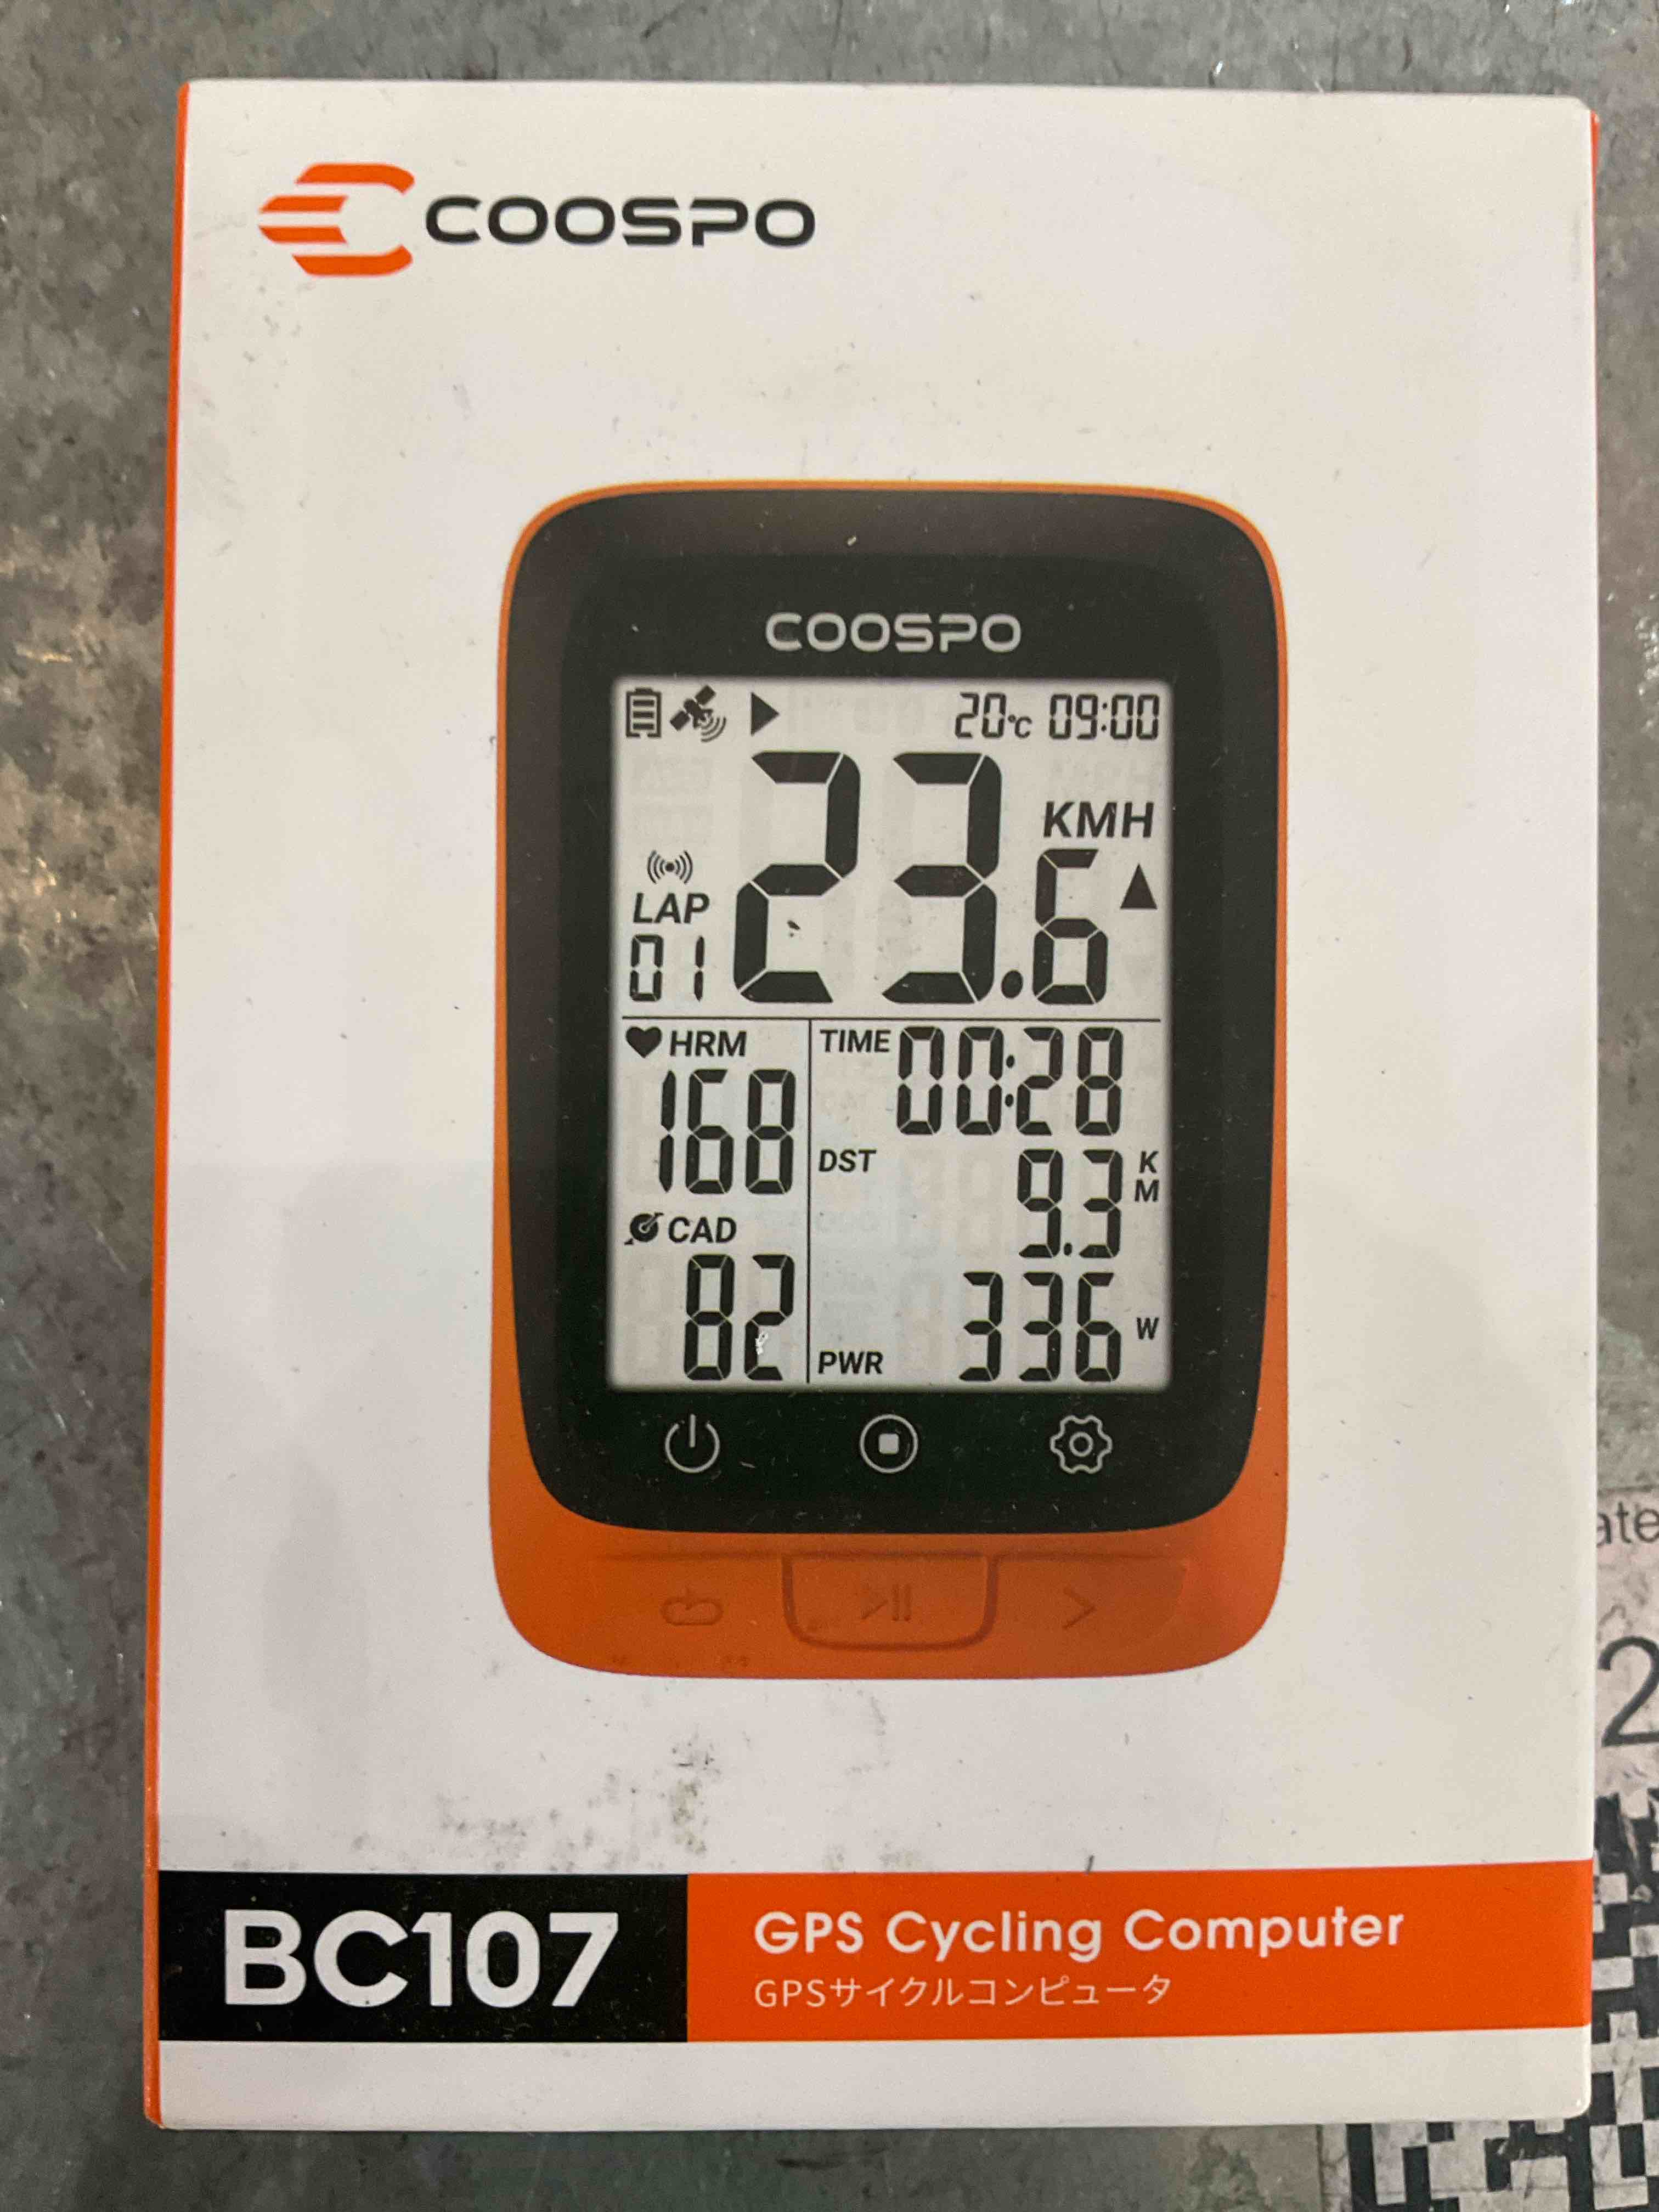 COOSPO
COOSPO
20°C 09:00
23.6 KMH
LAP
01
HRM
168
TIME 00:28
DST 9.3 KM
CAD
82
PWR 336 W
BC107
GPS Cycling Computer
GPSサイクルコンピュータ
2